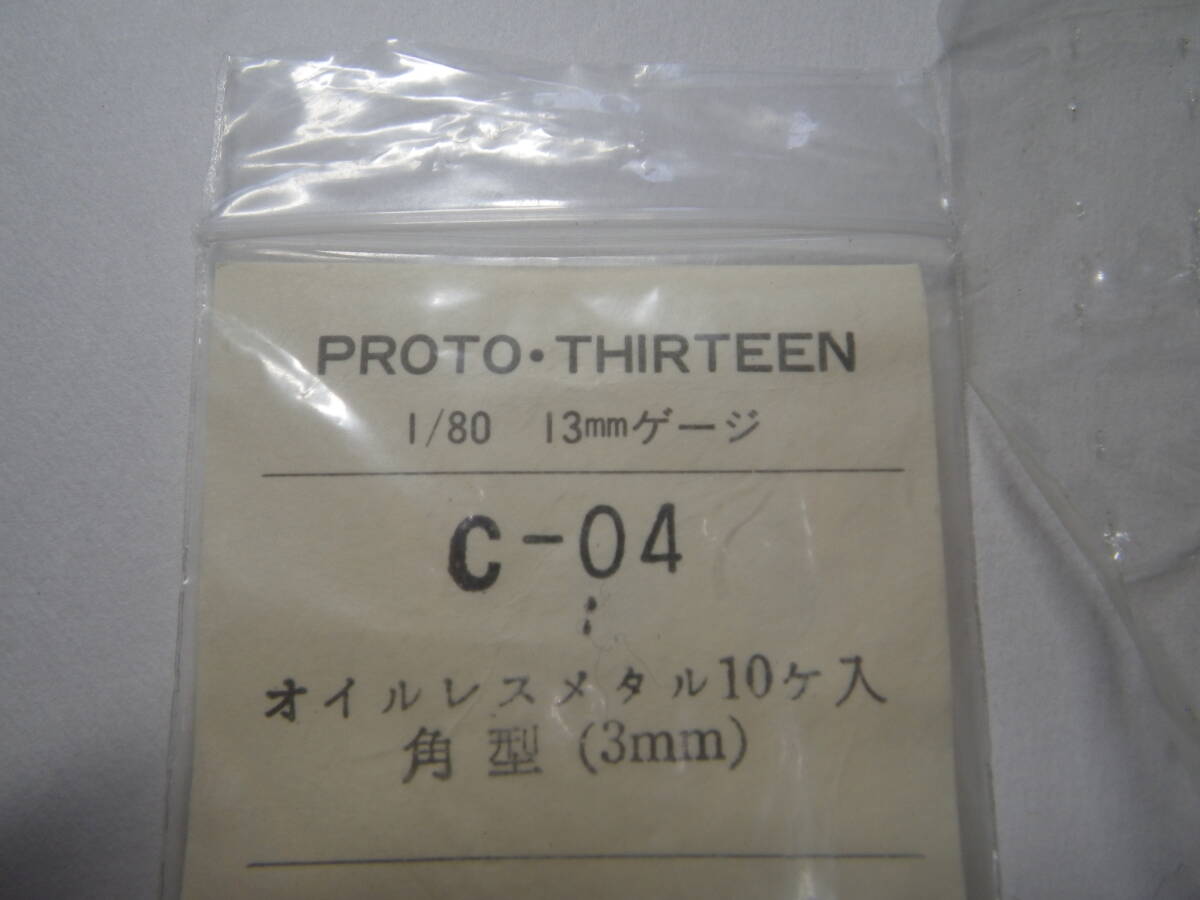 PROTO・THIRTEEN
1/80 13mmゲージ
C-04
オイルレスメタル10ヶ入
角型(3mm)